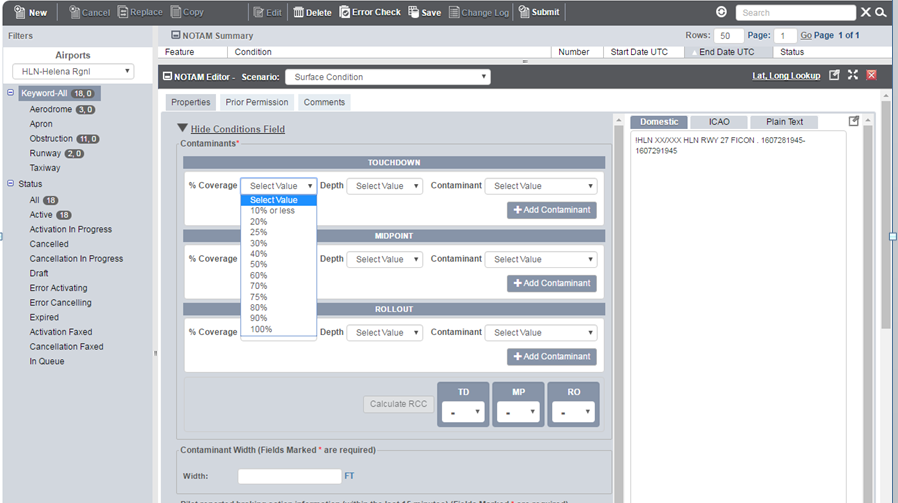 New Cancel Replace Copy Edit Delete Error Check Save Change Log Submit Search
Filters
NOTAM Summary Rows: 50 Page: 1 Go Page 1 of 1
Feature Condition Number Start Date UTC End Date UTC Status
Airports
HLN-Helena Rgnl
Keyword-All 18, 0
Aerodrome 3, 0
Apron
Obstruction 11, 0
Runway 2, 0
Taxiway
Status
All 18
Active 18
Activation In Progress
Cancelled
Cancellation In Progress
Draft
Error Activating
Error Cancelling
Expired
Activation Faxed
Cancellation Faxed
In Queue
NOTAM Editor - Scenario: Surface Condition Lat, Long Lookup
Properties Prior Permission Comments
Hide Conditions Field
Contaminants*
TOUCHDOWN
% Coverage Select Value Depth Select Value Contaminant Select Value
Select Value
10% or less
20%
25%
30%
40%
50%
60%
70%
75%
80%
90%
100%
+ Add Contaminant
MIDPOINT
% Coverage Depth Select Value Contaminant Select Value
+ Add Contaminant
ROLLOUT
% Coverage Depth Select Value Contaminant Select Value
+ Add Contaminant
Calculate RCC
TD MP RO
- - -
Contaminant Width (Fields Marked * are required)
Width: FT
Domestic ICAO Plain Text
!HLN XX/XXX HLN RWY 27 FICON . 1607281945-
1607291945